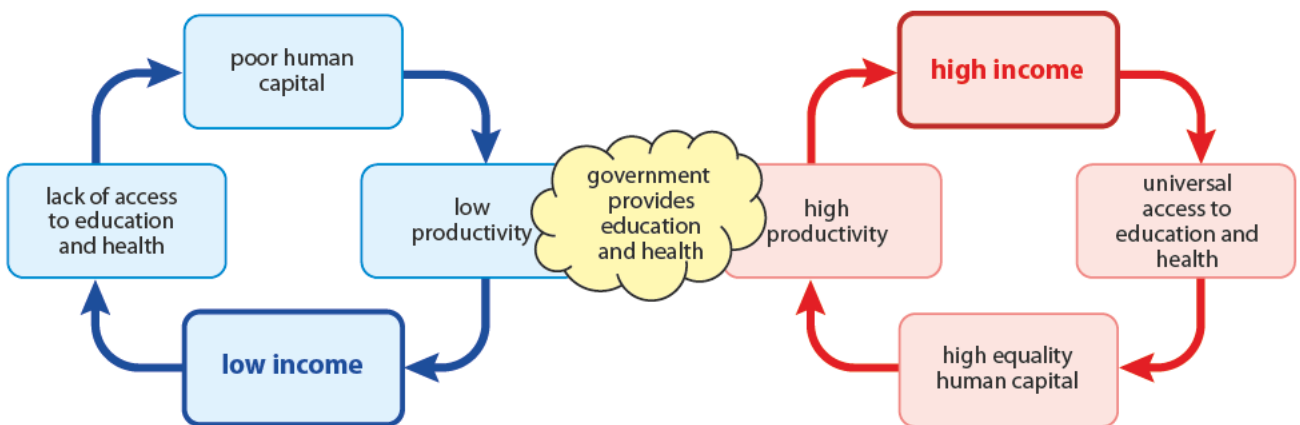 poor human
capital
lack of access
to education
and health
low
productivity
low income
government
provides
education
and health
high income
high
productivity
universal
access to
education and
health
high equality
human capital